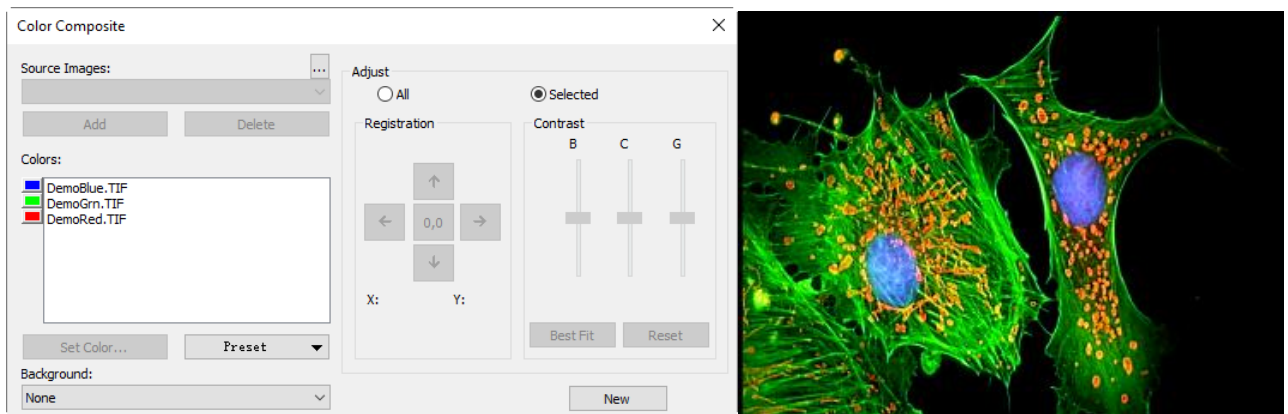 Color Composite
Source Images:
...
Add
Delete
Colors:
DemoBlue.TIF
DemoGrn.TIF
DemoRed.TIF
Set Color...
Preset
Background:
None
Adjust
All
Selected
Registration
0,0
X:
Y:
Contrast
B
C
G
Best Fit
Reset
New